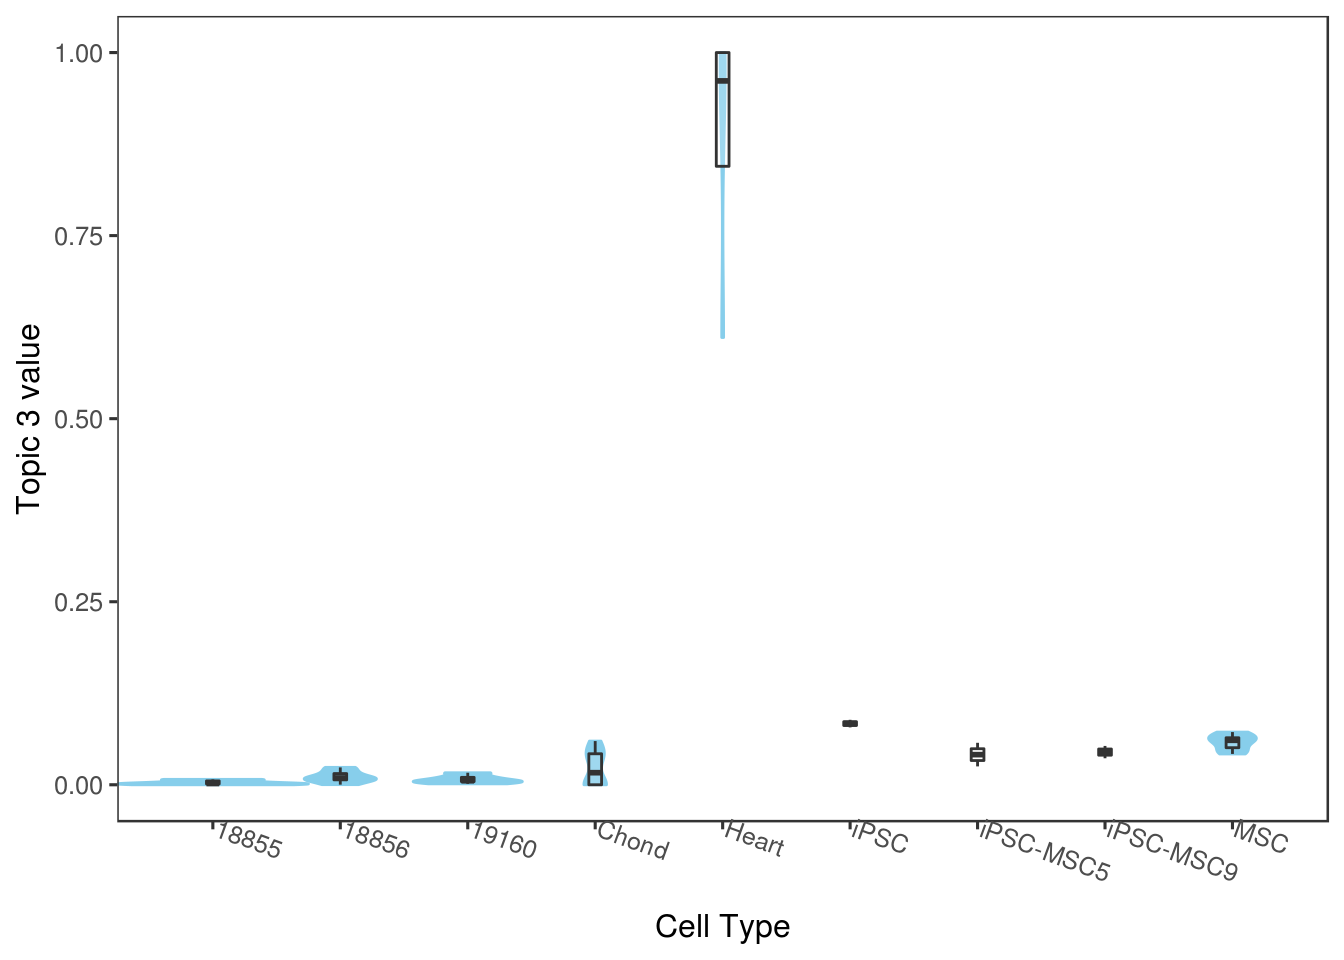 1.00
0.75
0.50
0.25
0.00
Topic 3 value
18855
18856
19160
Chond
Heart
iPSC
iPSC-MSC5
iPSC-MSC9
MSC
Cell Type